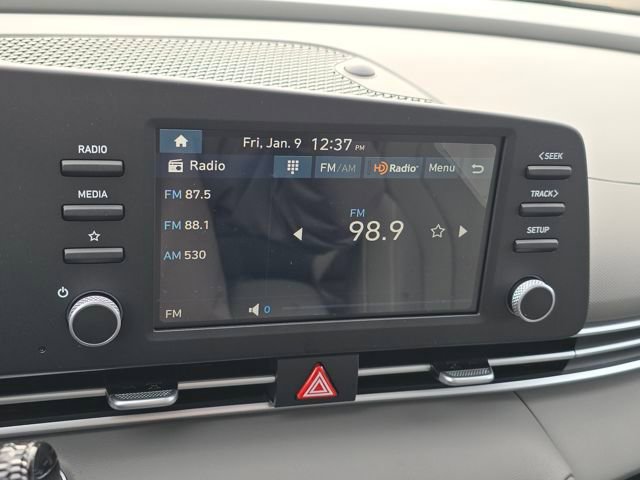 Fri, Jan. 9 12:37 PM
RADIO
MEDIA
Radio
FM/AM
HD Radio
Menu
FM 87.5
FM 88.1
AM 530
FM
98.9
FM
0
<SEEK
TRACK>
SETUP